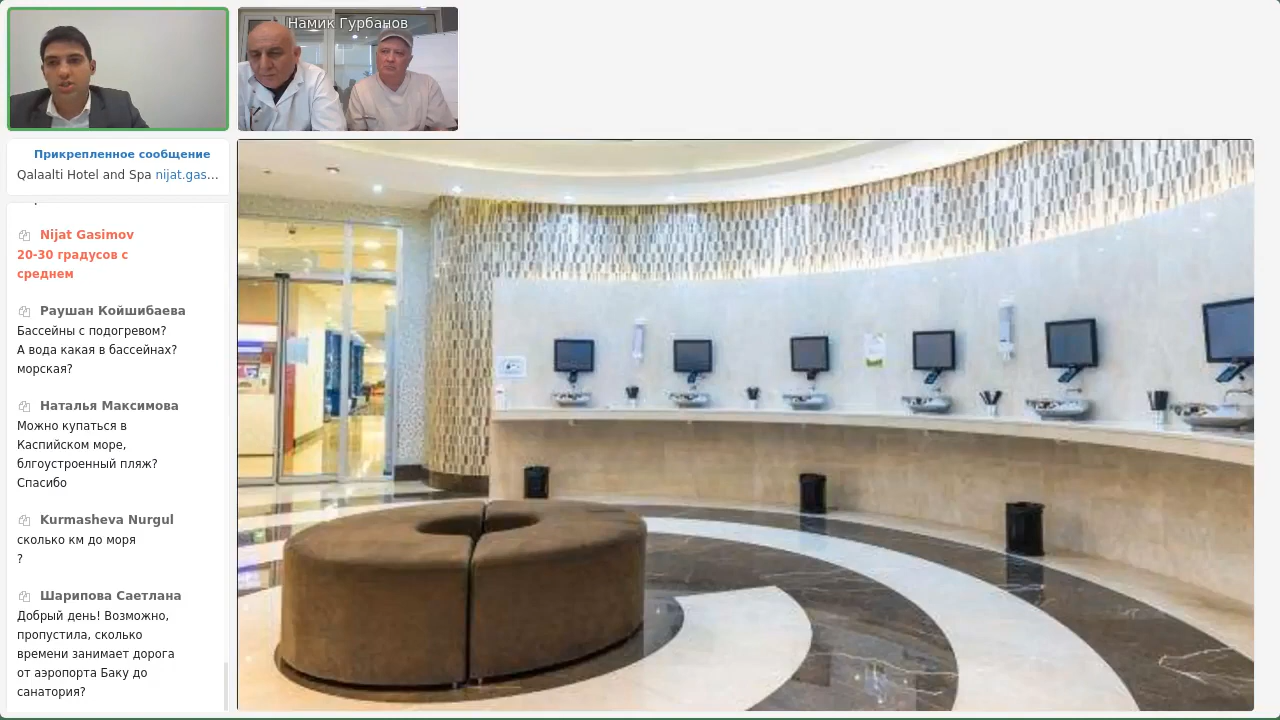 Намик Гурбанов
Прикрепленное сообщение
Qalaalti Hotel and Spa nijat.gas...
Nijat Gasimov
20-30 градусов с
среднем
Раушан Койшибаева
Бассейны с подогревом?
А вода какая в бассейнах?
морская?
Наталья Максимова
Можно купаться в
Каспийском море,
блгоустроенный пляж?
Спасибо
Kurmasheva Nurgul
сколько км до моря
?
Шарипова Саетлана
Добрый день! Возможно,
пропустила, сколько
времени занимает дорога
от аэропорта Баку до
санатория?